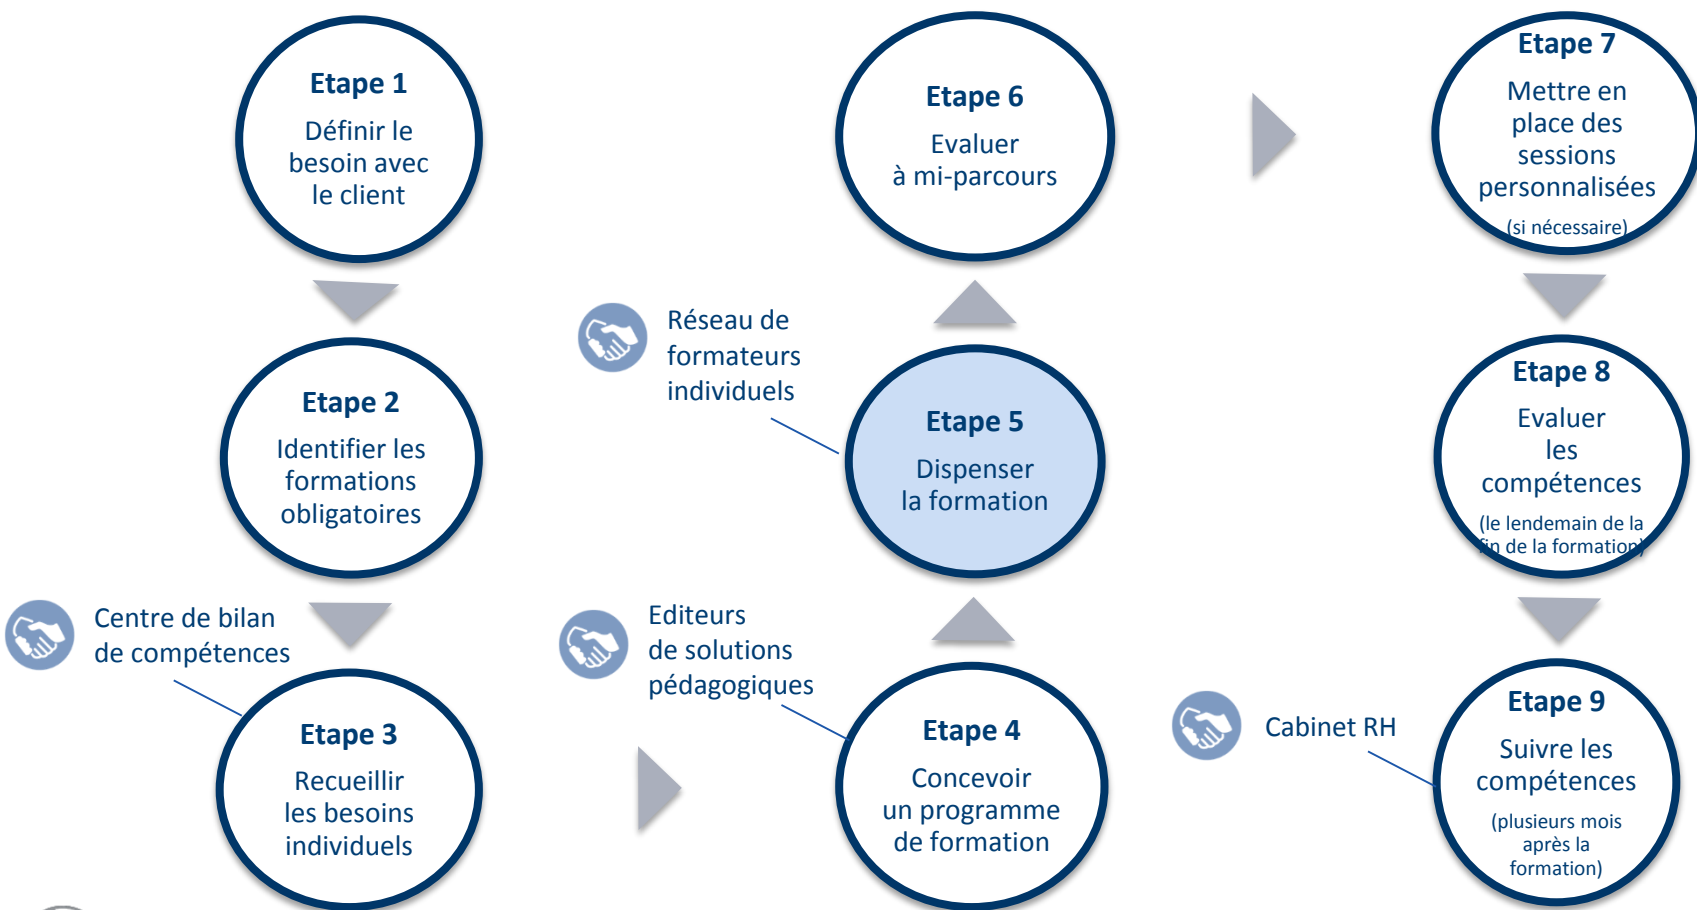 Etape 1
Définir le
besoin avec
le client
Etape 2
Identifier les
formations
obligatoires
Centre de bilan
de compétences
Etape 3
Recueillir
les besoins
individuels
Editeurs
de solutions
pédagogiques
Etape 4
Concevoir
un programme
de formation
Réseau de
formateurs
individuels
Etape 5
Dispenser
la formation
Etape 6
Evaluer
à mi-parcours
Etape 7
Mettre en
place des
sessions
personnalisées
(si nécessaire)
Etape 8
Evaluer
les
compétences
(le lendemain de la
fin de la formation)
Cabinet RH
Etape 9
Suivre les
compétences
(plusieurs mois
après la
formation)